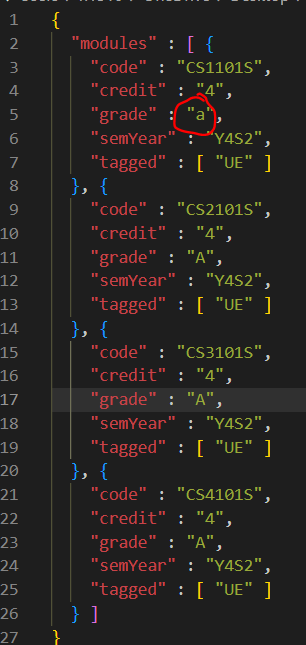 1 {
2 "modules" : [ {
3 "code" : "CS1101S",
4 "credit" : "4",
5 "grade" : "a",
6 "semYear" : "Y4S2",
7 "tagged" : [ "UE" ]
8 }, {
9 "code" : "CS2101S",
10 "credit" : "4",
11 "grade" : "A",
12 "semYear" : "Y4S2",
13 "tagged" : [ "UE" ]
14 }, {
15 "code" : "CS3101S",
16 "credit" : "4",
17 "grade" : "A",
18 "semYear" : "Y4S2",
19 "tagged" : [ "UE" ]
20 }, {
21 "code" : "CS4101S",
22 "credit" : "4",
23 "grade" : "A",
24 "semYear" : "Y4S2",
25 "tagged" : [ "UE" ]
26 } ]
27 }